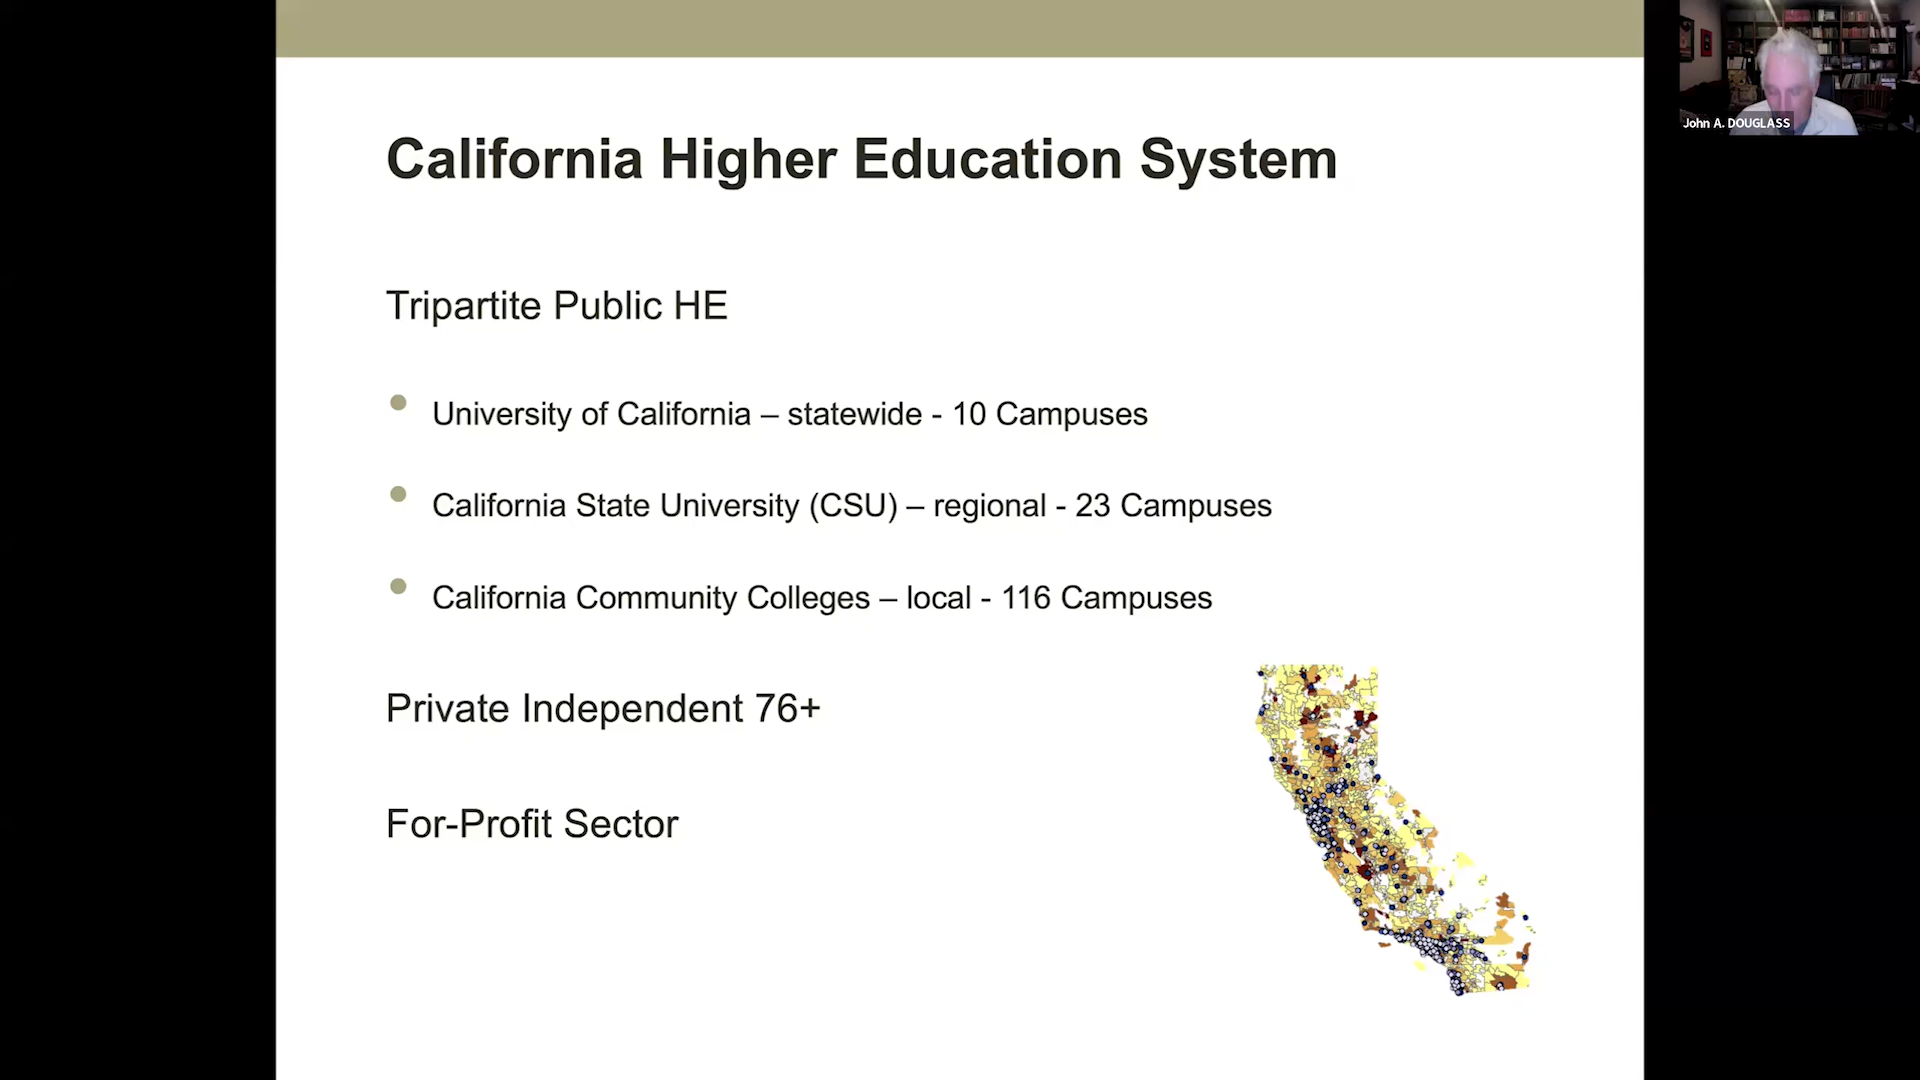 California Higher Education System
John A. DOUGLASS
Tripartite Public HE
University of California – statewide - 10 Campuses
California State University (CSU) – regional - 23 Campuses
California Community Colleges – local - 116 Campuses
Private Independent 76+
For-Profit Sector